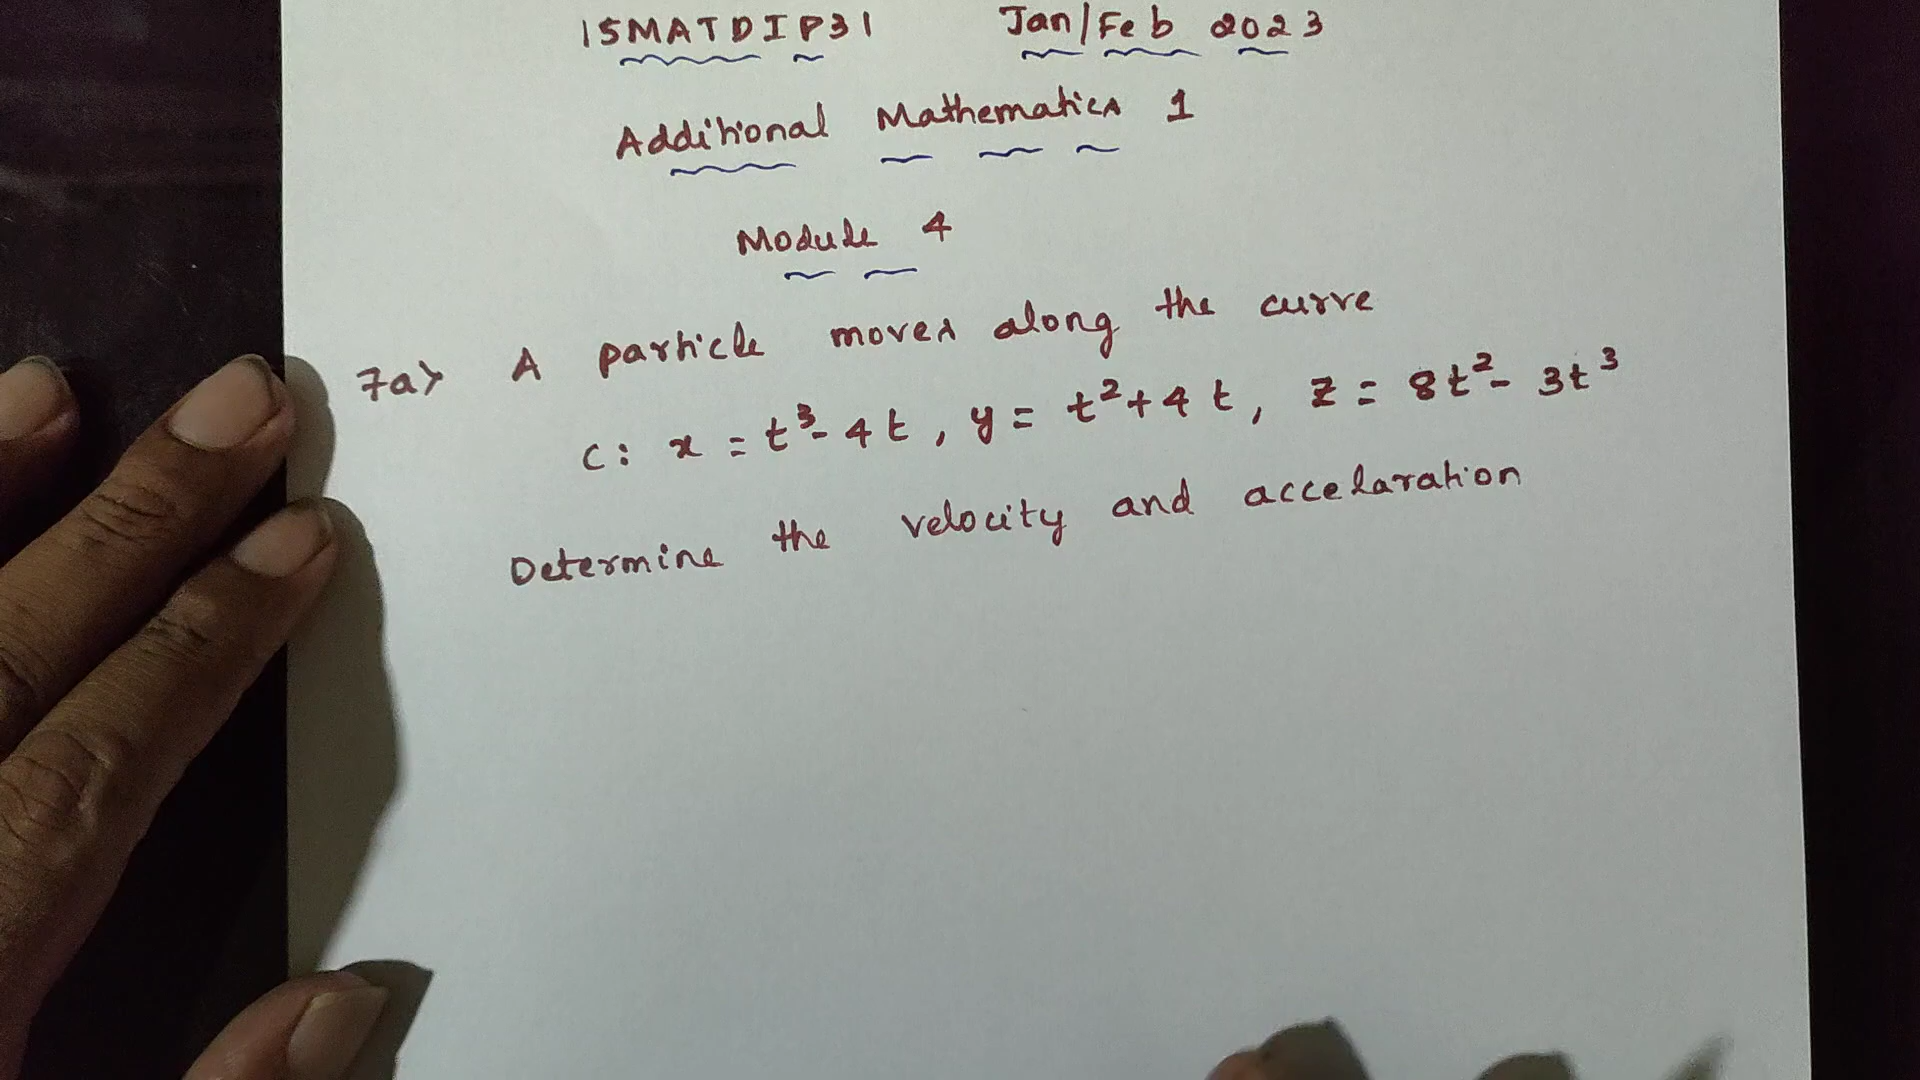 15MATDIP31 Jan/Feb 2023
Additional Mathematics 1
Module 4
7a> A particle moves along the curve
C: x = t³- 4t, y = t²+4t, z = 8t²- 3t³
Determine the velocity and accelaration